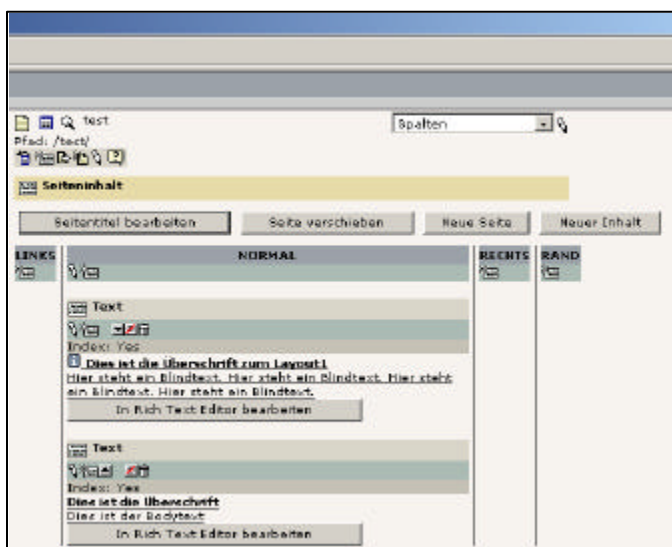 test
Spalten
Pfad: /test/
Seiteninhalt
Seitentitel bearbeiten
Seite verschieben
Neue Seite
Neuer Inhalt
LINKS
NORMAL
RECHTS
RAND
Text
Index: Yes
Dies ist die Überschrift zum Layout1
Hier steht ein Blindtext. Hier steht ein Blindtext. Hier steht
ein Blindtext. Hier steht ein Blindtext.
In Rich Text Editor bearbeiten
Text
Index: Yes
Dies ist die Überschrift
Dies ist der Bodytext
In Rich Text Editor bearbeiten